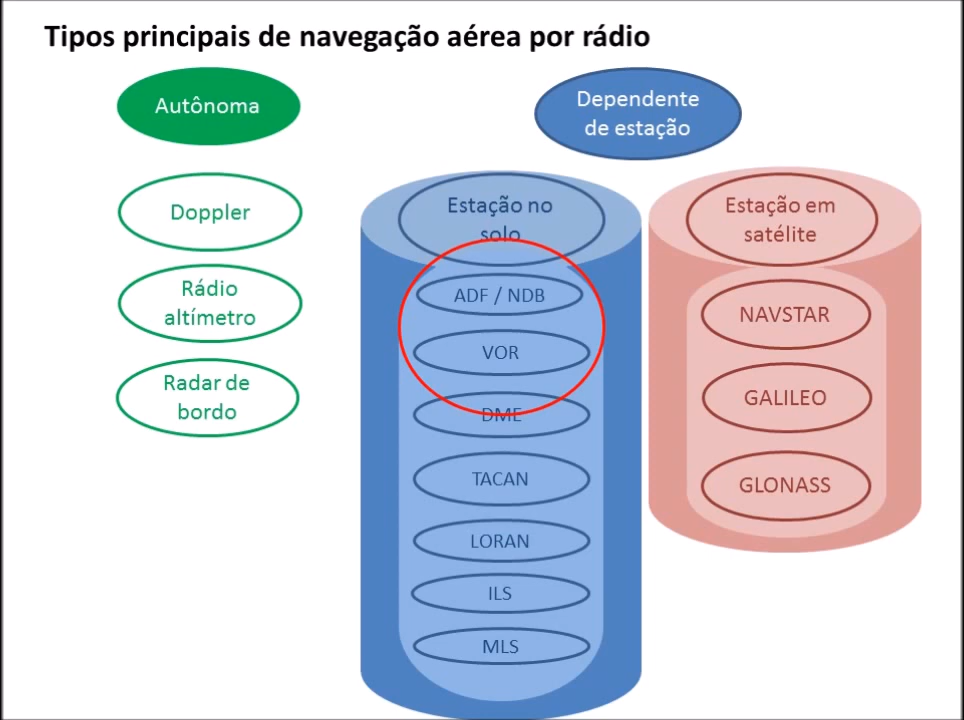 Tipos principais de navegação aérea por rádio
Autônoma
Doppler
Rádio
altímetro
Radar de
bordo
Dependente
de estação
Estação no
solo
ADF / NDB
VOR
DME
TACAN
LORAN
ILS
MLS
Estação em
satélite
NAVSTAR
GALILEO
GLONASS